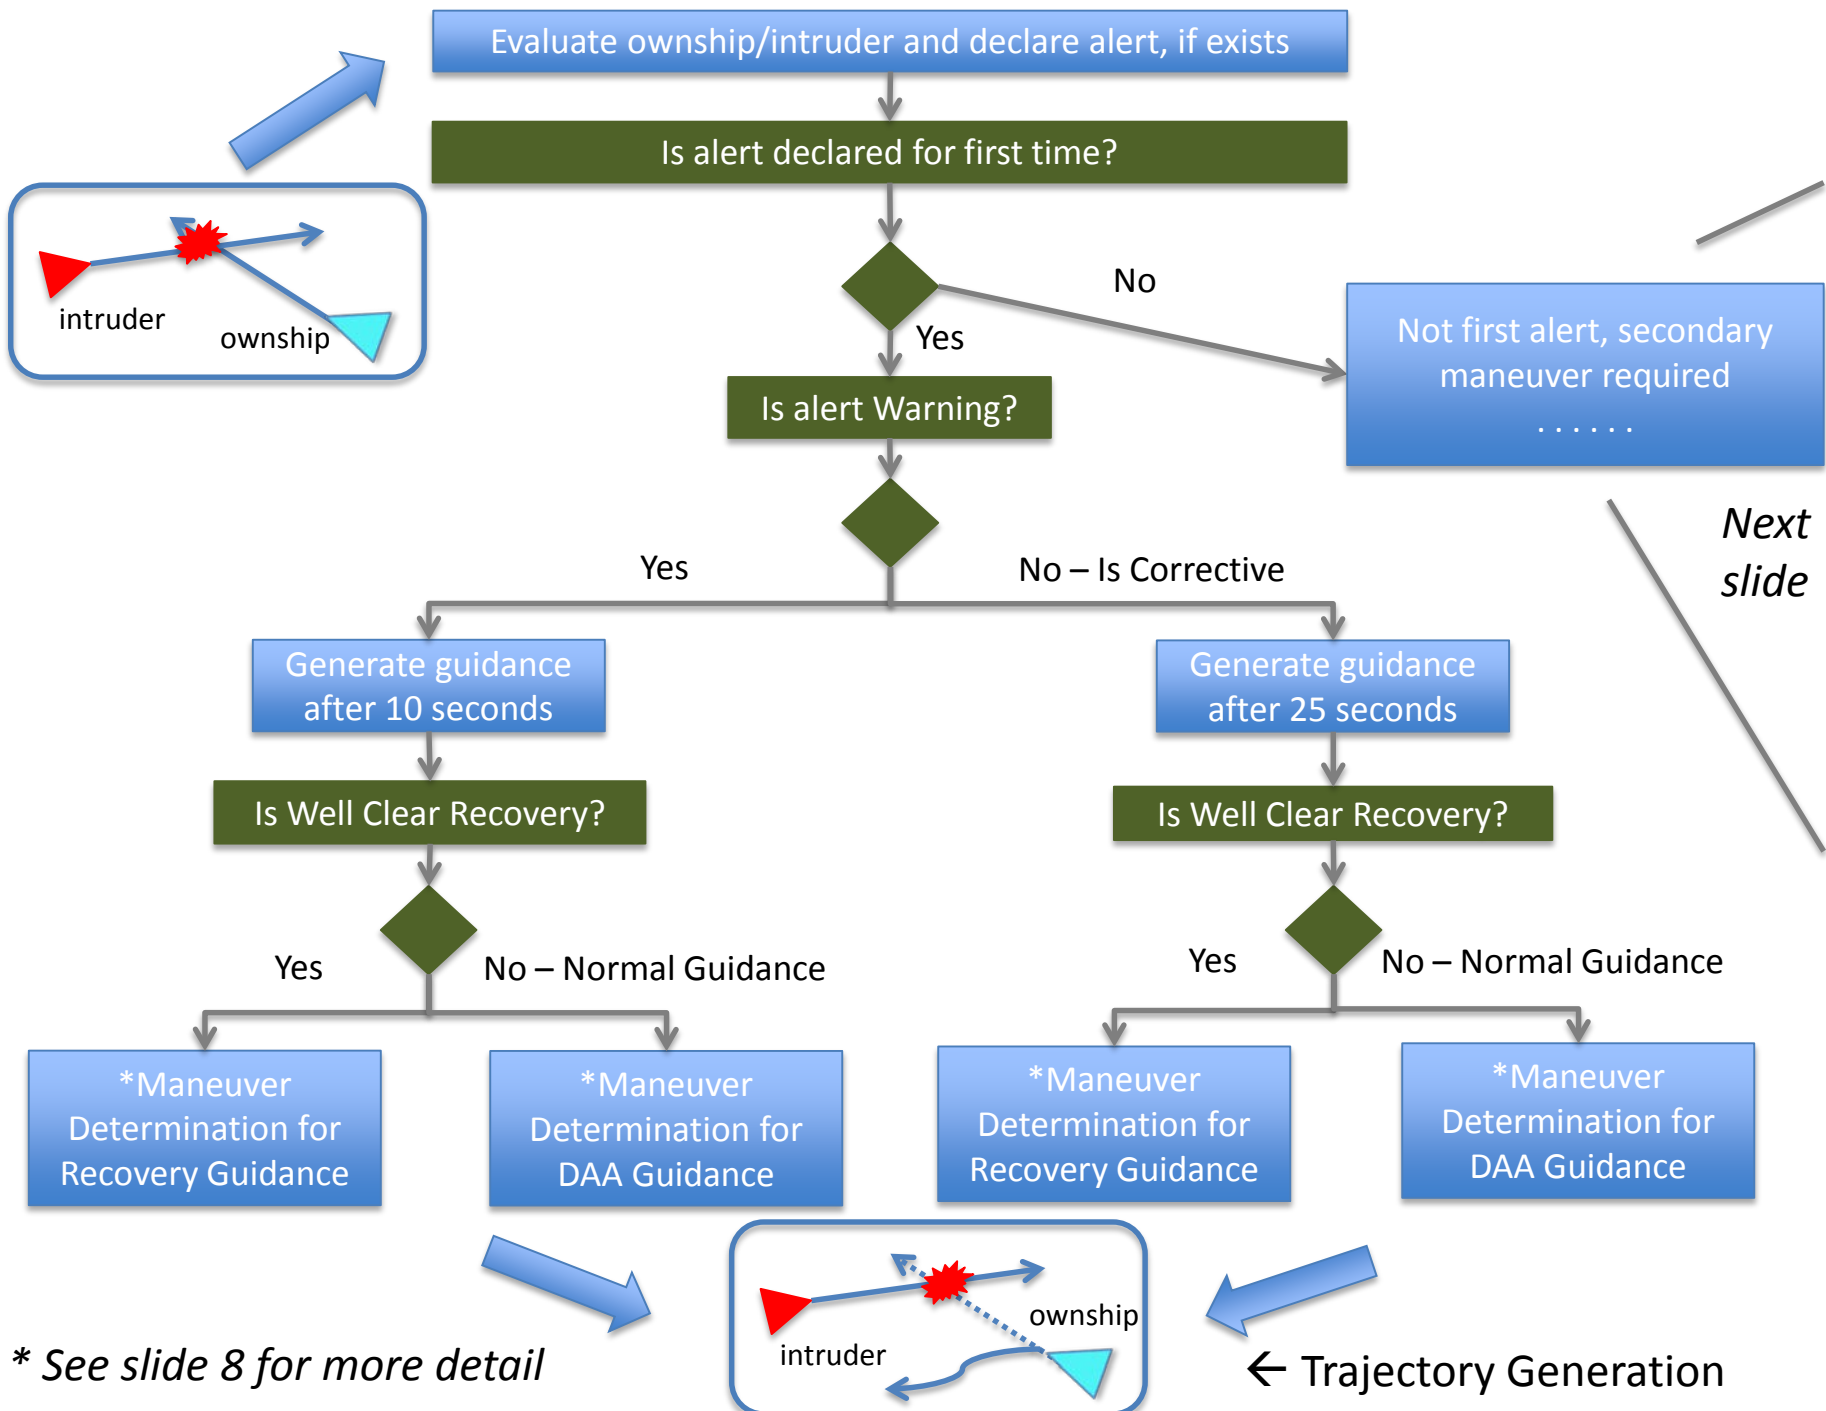 Evaluate ownship/intruder and declare alert, if exists
Is alert declared for first time?
intruder
ownship
No
Yes
Not first alert, secondary
maneuver required
. . . . . .
Is alert Warning?
Next
slide
Yes
No – Is Corrective
Generate guidance
after 10 seconds
Generate guidance
after 25 seconds
Is Well Clear Recovery?
Is Well Clear Recovery?
Yes
No – Normal Guidance
Yes
No – Normal Guidance
*Maneuver
Determination for
Recovery Guidance
*Maneuver
Determination for
DAA Guidance
*Maneuver
Determination for
Recovery Guidance
*Maneuver
Determination for
DAA Guidance
ownship
intruder
* See slide 8 for more detail
← Trajectory Generation